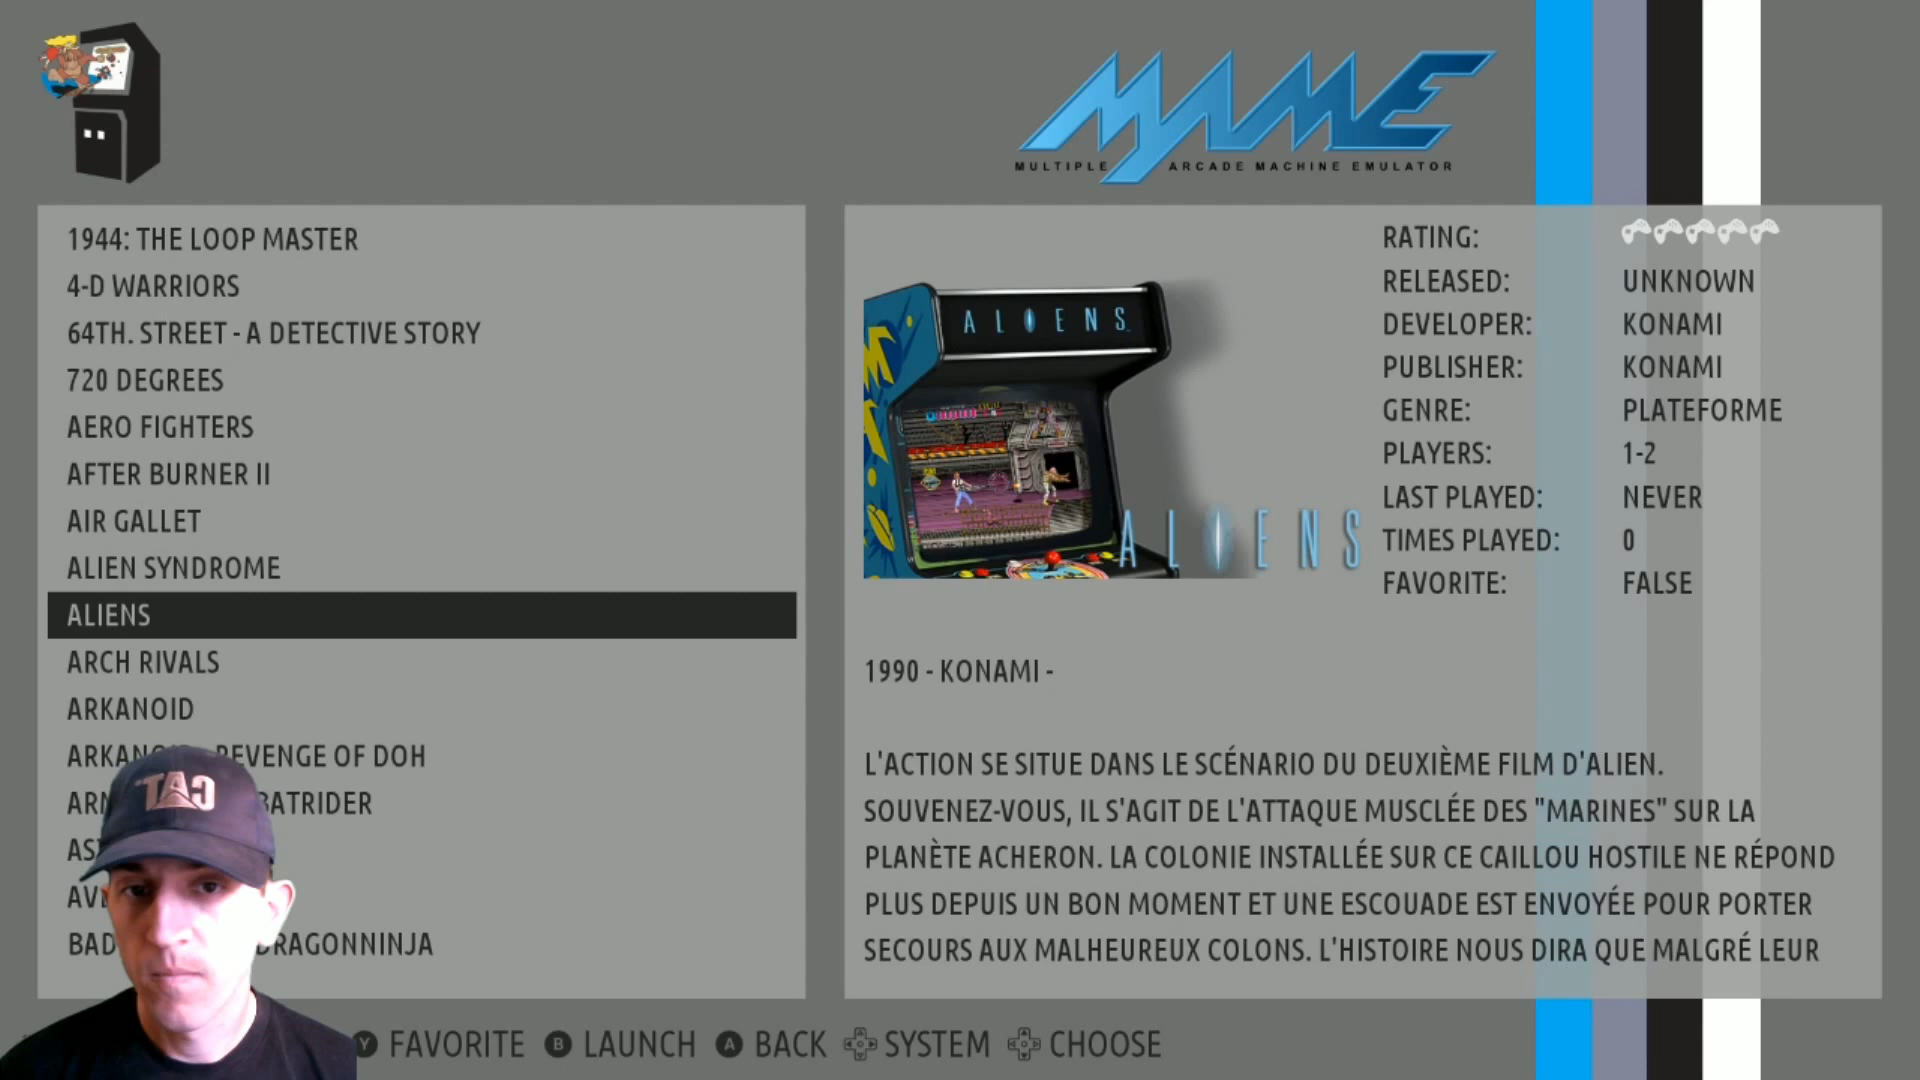 MAME
MULTIPLE ARCADE MACHINE EMULATOR
1944: THE LOOP MASTER
4-D WARRIORS
64TH. STREET - A DETECTIVE STORY
720 DEGREES
AERO FIGHTERS
AFTER BURNER II
AIR GALLET
ALIEN SYNDROME
ALIENS
ARCH RIVALS
ARKANOID
REVENGE OF DOH
BATRIDER
BAD DRAGONNINJA
CAT
ALIENS
ALIENS
RATING:
RELEASED: UNKNOWN
DEVELOPER: KONAMI
PUBLISHER: KONAMI
GENRE: PLATEFORME
PLAYERS: 1-2
LAST PLAYED: NEVER
TIMES PLAYED: 0
FAVORITE: FALSE
1990 - KONAMI -
L'ACTION SE SITUE DANS LE SCÉNARIO DU DEUXIÈME FILM D'ALIEN.
SOUVENEZ-VOUS, IL S'AGIT DE L'ATTAQUE MUSCLÉE DES "MARINES" SUR LA
PLANÈTE ACHERON. LA COLONIE INSTALLÉE SUR CE CAILLOU HOSTILE NE RÉPOND
PLUS DEPUIS UN BON MOMENT ET UNE ESCOUADE EST ENVOYÉE POUR PORTER
SECOURS AUX MALHEUREUX COLONS. L'HISTOIRE NOUS DIRA QUE MALGRÉ LEUR
Y FAVORITE B LAUNCH A BACK SYSTEM CHOOSE